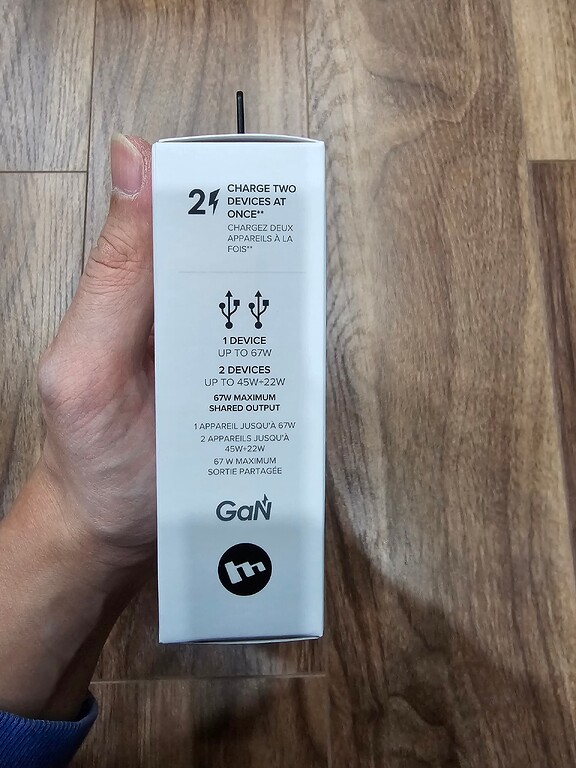 2
CHARGE TWO
DEVICES AT
ONCE**
CHARGEZ DEUX
APPAREILS À LA
FOIS**
1 DEVICE
UP TO 67W
2 DEVICES
UP TO 45W+22W
67W MAXIMUM
SHARED OUTPUT
1 APPAREIL JUSQU'À 67W
2 APPAREILS JUSQU'À
45W+22W
67 W MAXIMUM
SORTIE PARTAGÉE
GaN
m